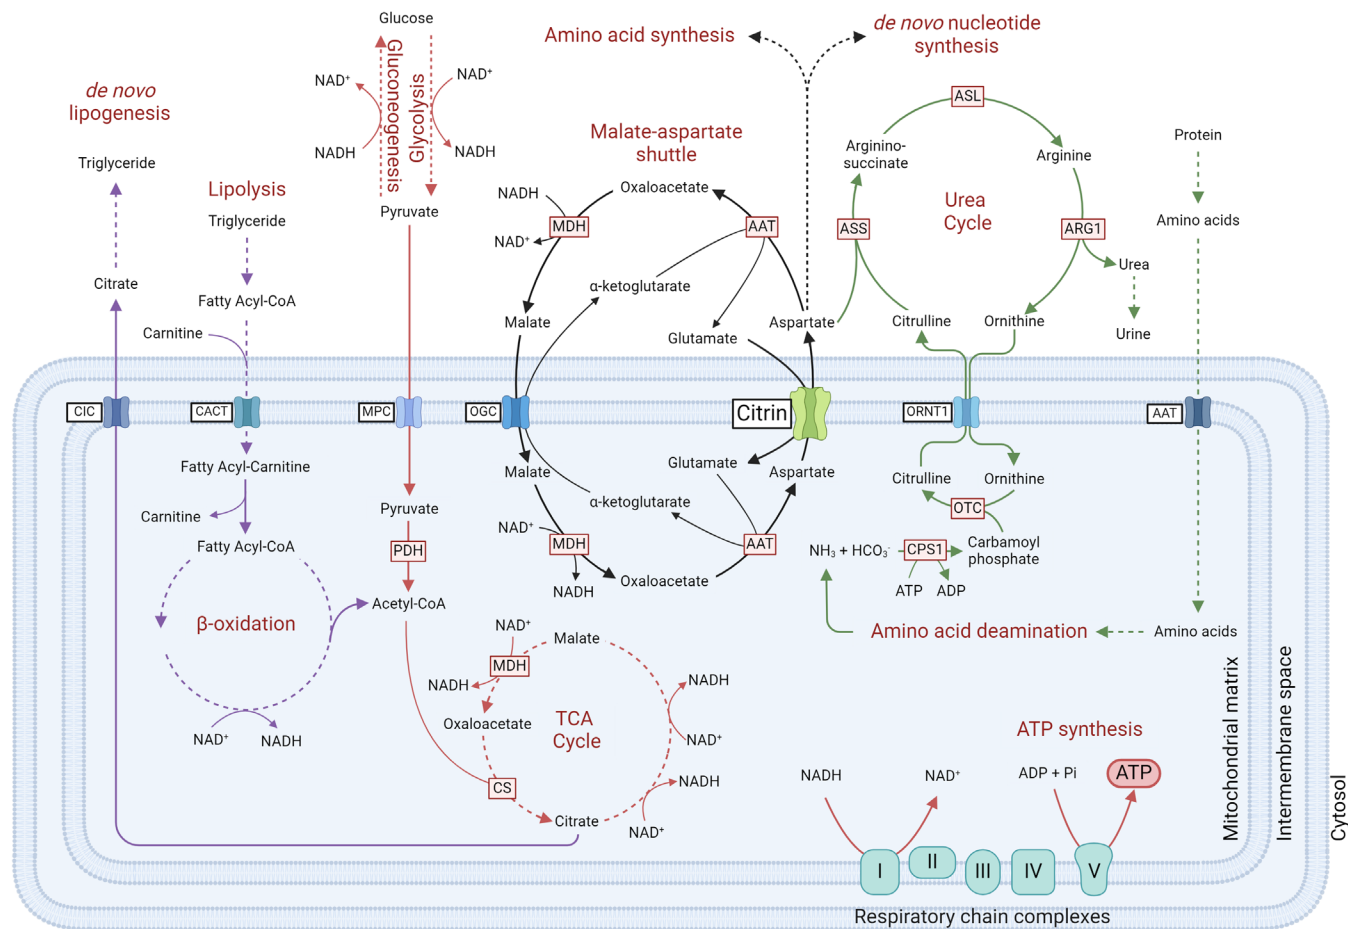 Glucose
Amino acid synthesis
de novo nucleotide
synthesis
NAD⁺
Gluconeogenesis
Glycolysis
NAD⁺
NADH
NADH
Pyruvate
de novo
lipogenesis
Triglyceride
Citrate
Lipolysis
Triglyceride
Fatty Acyl-CoA
Carnitine
Malate-aspartate
shuttle
NADH
Oxaloacetate
MDH
AAT
NAD⁺
α-ketoglutarate
Malate
Glutamate
Aspartate
ASL
Arginino-
succinate
Arginine
Urea
Cycle
ASS
ARG1
Urea
Citrulline
Ornithine
Urine
Protein
Amino acids
CIC
CACT
MPC
OGC
Citrin
ORNT1
AAT
Fatty Acyl-Carnitine
Carnitine
Fatty Acyl-CoA
β-oxidation
NAD⁺
NADH
Pyruvate
PDH
Acetyl-CoA
Malate
Glutamate
Aspartate
α-ketoglutarate
NAD⁺
MDH
AAT
NADH
Oxaloacetate
Citrulline
Ornithine
OTC
NH₃ + HCO₃⁻
CPS1
Carbamoyl
phosphate
ATP
ADP
Amino acid deamination
Amino acids
NAD⁺
Malate
MDH
NADH
NADH
Oxaloacetate
TCA
Cycle
NAD⁺
CS
NADH
Citrate
NAD⁺
ATP synthesis
NADH
NAD⁺
ADP + Pi
ATP
I
II
III
IV
V
Respiratory chain complexes
Mitochondrial matrix
Intermembrane space
Cytosol